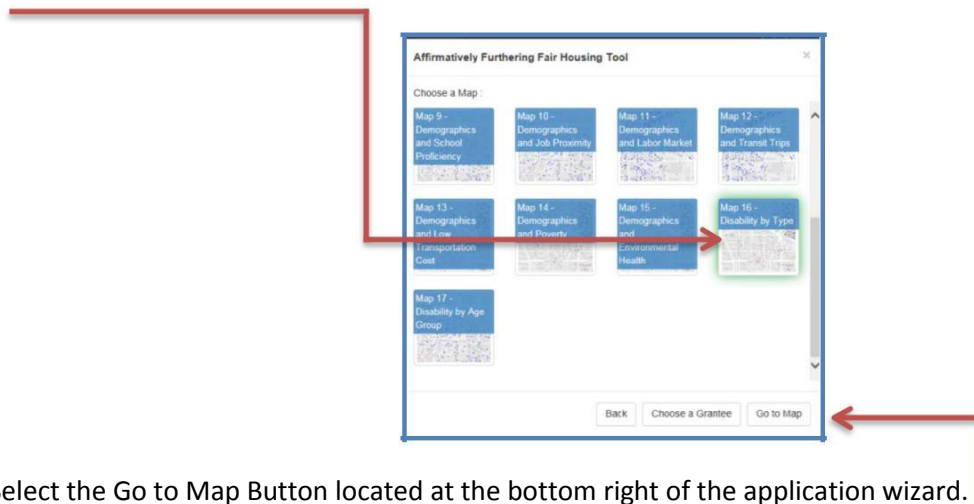 Affirmatively Furthering Fair Housing Tool ×
Choose a Map :
Map 9 -
Demographics
and School
Proficiency
Map 10 -
Demographics
and Job Proximity
Map 11 -
Demographics
and Labor Market
Map 12 -
Demographics
and Transit Trips
Map 13 -
Demographics
and Low
Transportation
Cost
Map 14 -
Demographics
and Poverty
Map 15 -
Demographics
and
Environmental
Health
Map 16 -
Disability by Type
Map 17 -
Disability by Age
Group
Back Choose a Grantee Go to Map
elect the Go to Map Button located at the bottom right of the application wizard